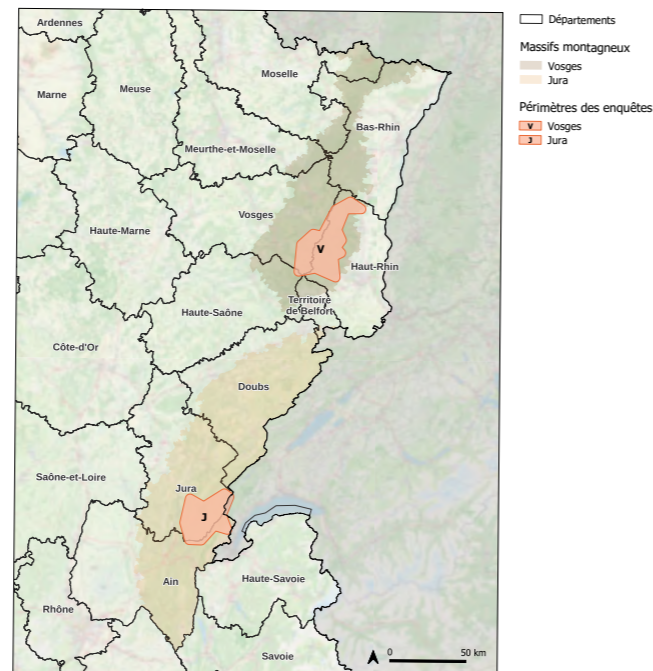 Ardennes
Marne
Meuse
Moselle
Bas-Rhin
Meurthe-et-Moselle
Vosges
Haute-Marne
V
Haut-Rhin
Haute-Saône
Territoire
de Belfort
Côte-d'Or
Doubs
Saône-et-Loire
Jura
J
Ain
Haute-Savoie
Rhône
Savoie
0
50 km
Départements
Massifs montagneux
Vosges
Jura
Périmètres des enquêtes
V Vosges
J Jura